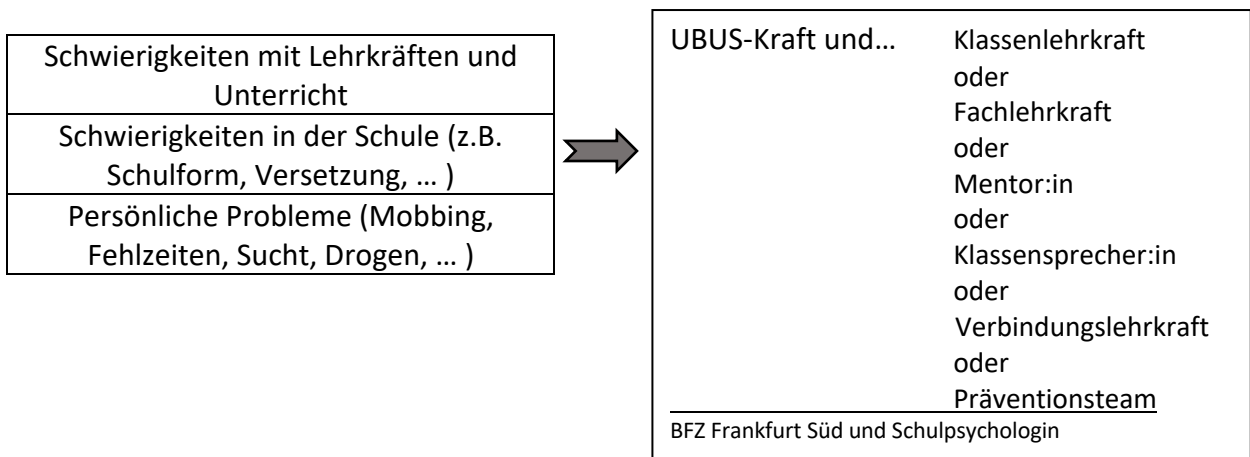 Schwierigkeiten mit Lehrkräften und
Unterricht
Schwierigkeiten in der Schule (z.B.
Schulform, Versetzung, … )
Persönliche Probleme (Mobbing,
Fehlzeiten, Sucht, Drogen, … )
UBUS-Kraft und… Klassenlehrkraft
oder
Fachlehrkraft
oder
Mentor:in
oder
Klassensprecher:in
oder
Verbindungslehrkraft
oder
Präventionsteam
BFZ Frankfurt Süd und Schulpsychologin